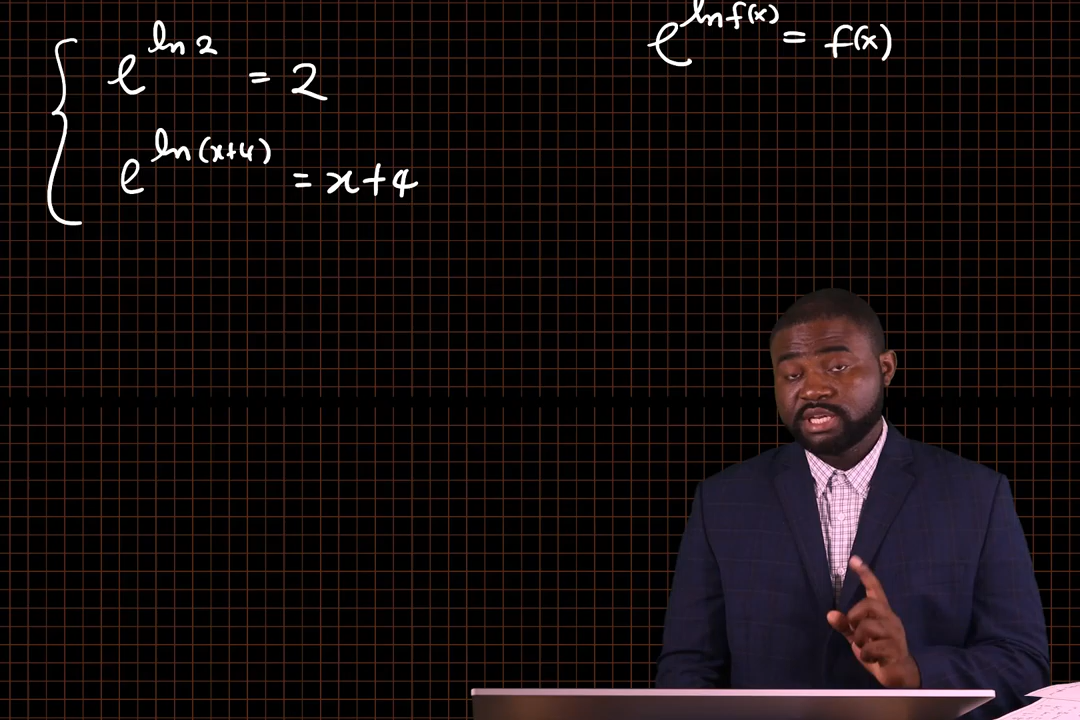 e^{ln 2} = 2
e^{ln(x+4)} = x+4
e^{ln f(x)} = f(x)